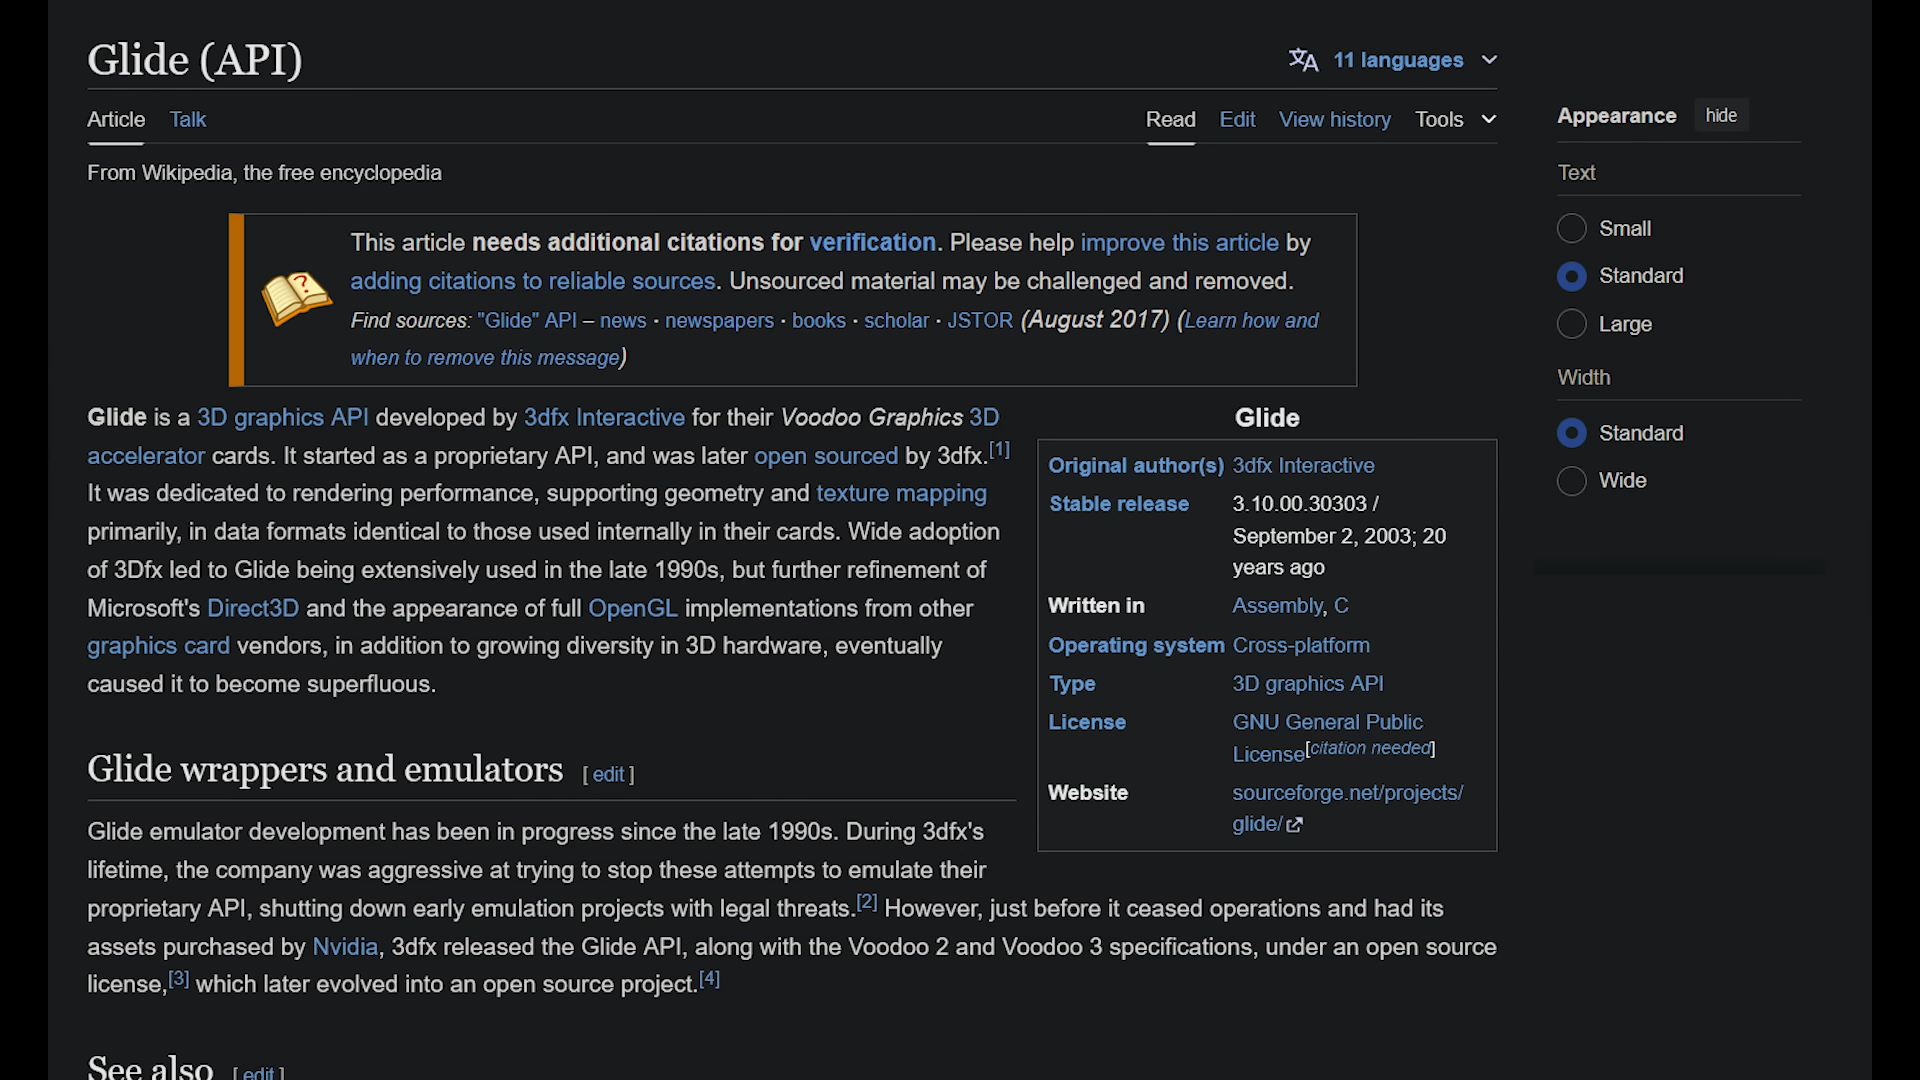 Glide (API)
11 languages
Article Talk
Read Edit View history Tools
From Wikipedia, the free encyclopedia
This article needs additional citations for verification. Please help improve this article by
adding citations to reliable sources. Unsourced material may be challenged and removed.
Find sources: "Glide" API – news · newspapers · books · scholar · JSTOR (August 2017) (Learn how and
when to remove this message)
Glide is a 3D graphics API developed by 3dfx Interactive for their Voodoo Graphics 3D
accelerator cards. It started as a proprietary API, and was later open sourced by 3dfx.[1]
It was dedicated to rendering performance, supporting geometry and texture mapping
primarily, in data formats identical to those used internally in their cards. Wide adoption
of 3Dfx led to Glide being extensively used in the late 1990s, but further refinement of
Microsoft's Direct3D and the appearance of full OpenGL implementations from other
graphics card vendors, in addition to growing diversity in 3D hardware, eventually
caused it to become superfluous.
Glide
Original author(s) 3dfx Interactive
Stable release 3.10.00.30303 /
September 2, 2003; 20
years ago
Written in Assembly, C
Operating system Cross-platform
Type 3D graphics API
License GNU General Public
License[citation needed]
Website sourceforge.net/projects/
glide/
Glide wrappers and emulators [ edit ]
Glide emulator development has been in progress since the late 1990s. During 3dfx's
lifetime, the company was aggressive at trying to stop these attempts to emulate their
proprietary API, shutting down early emulation projects with legal threats.[2] However, just before it ceased operations and had its
assets purchased by Nvidia, 3dfx released the Glide API, along with the Voodoo 2 and Voodoo 3 specifications, under an open source
license,[3] which later evolved into an open source project.[4]
See also [ edit ]
Appearance hide
Text
Small
Standard
Large
Width
Standard
Wide